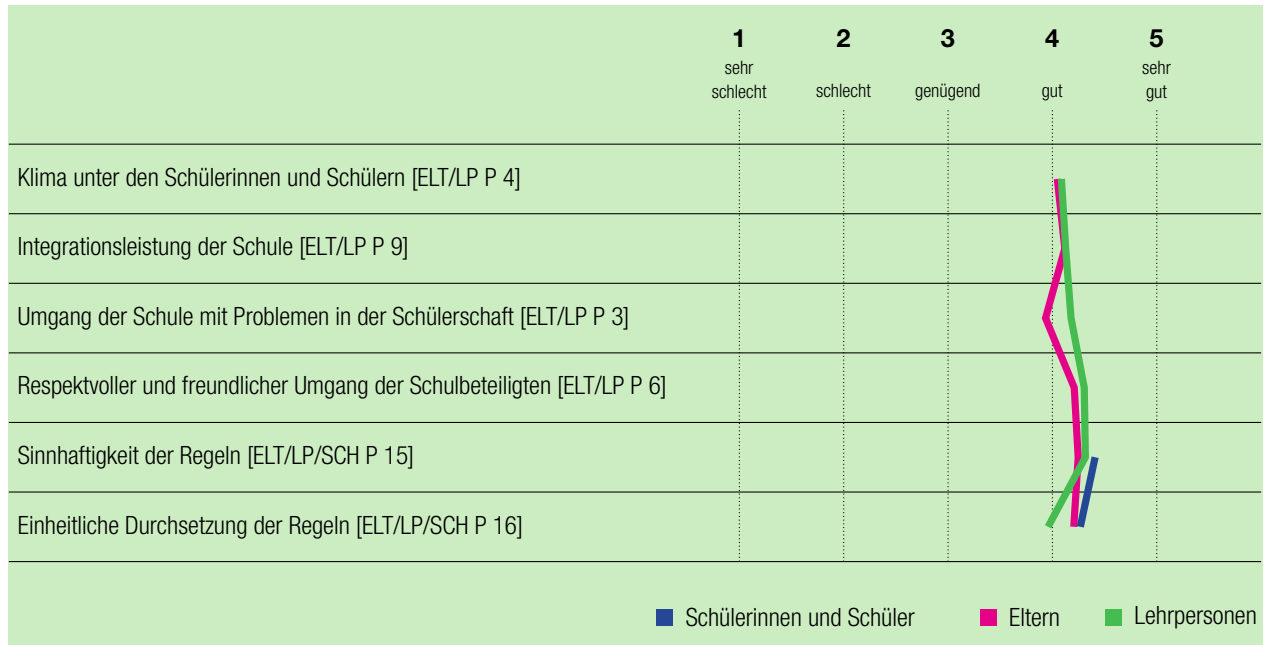 1 2 3 4 5
sehr schlecht schlecht genügend gut sehr gut
Klima unter den Schülerinnen und Schülern [ELT/LP P 4]
Integrationsleistung der Schule [ELT/LP P 9]
Umgang der Schule mit Problemen in der Schülerschaft [ELT/LP P 3]
Respektvoller und freundlicher Umgang der Schulbeteiligten [ELT/LP P 6]
Sinnhaftigkeit der Regeln [ELT/LP/SCH P 15]
Einheitliche Durchsetzung der Regeln [ELT/LP/SCH P 16]
Schülerinnen und Schüler Eltern Lehrpersonen